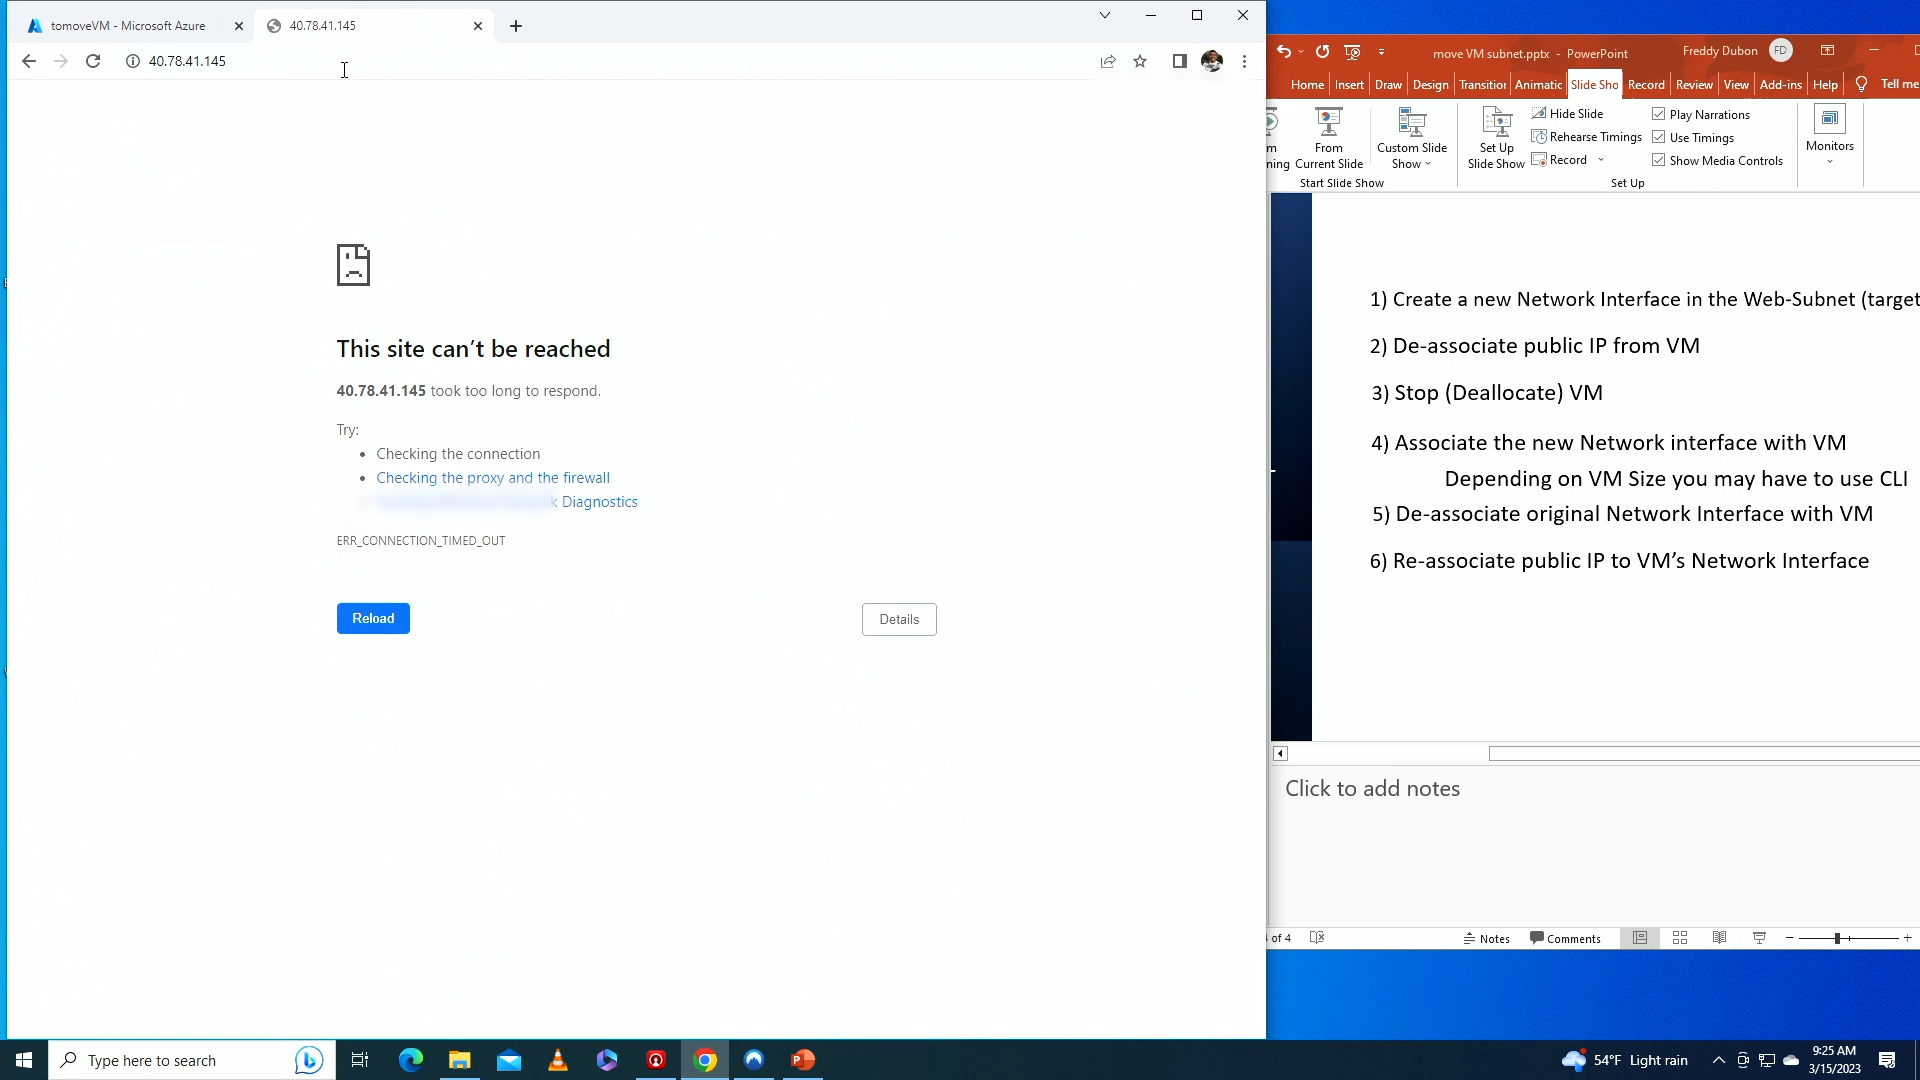 tomoveVM - Microsoft Azure
40.78.41.145
40.78.41.145
This site can't be reached
40.78.41.145 took too long to respond.
Try:
Checking the connection
Checking the proxy and the firewall
Diagnostics
ERR_CONNECTION_TIMED_OUT
Reload
Details
move VM subnet.pptx - PowerPoint
Freddy Dubon
FD
Home
Insert
Draw
Design
Transition
Animatic
Slide Sho
Record
Review
View
Add-ins
Help
Tell me
From
Current Slide
Custom Slide
Show
Start Slide Show
Set Up
Slide Show
Hide Slide
Rehearse Timings
Record
Play Narrations
Use Timings
Show Media Controls
Set Up
Monitors
1) Create a new Network Interface in the Web-Subnet (target
2) De-associate public IP from VM
3) Stop (Deallocate) VM
4) Associate the new Network interface with VM
Depending on VM Size you may have to use CLI
5) De-associate original Network Interface with VM
6) Re-associate public IP to VM's Network Interface
Click to add notes
of 4
Notes
Comments
Type here to search
54°F Light rain
9:25 AM
3/15/2023